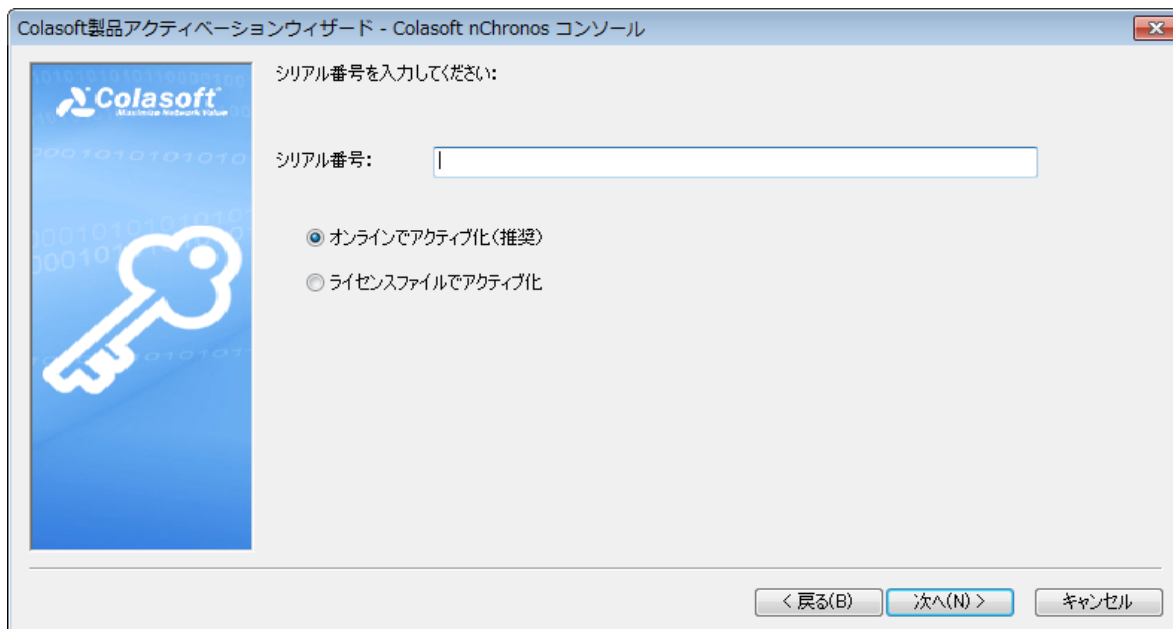 Colasoft製品アクティベーションウィザード - Colasoft nChronos コンソール
Colasoft
Maximize Network Value
シリアル番号を入力してください:
シリアル番号:
オンラインでアクティブ化(推奨)
ライセンスファイルでアクティブ化
< 戻る(B)
次へ(N) >
キャンセル